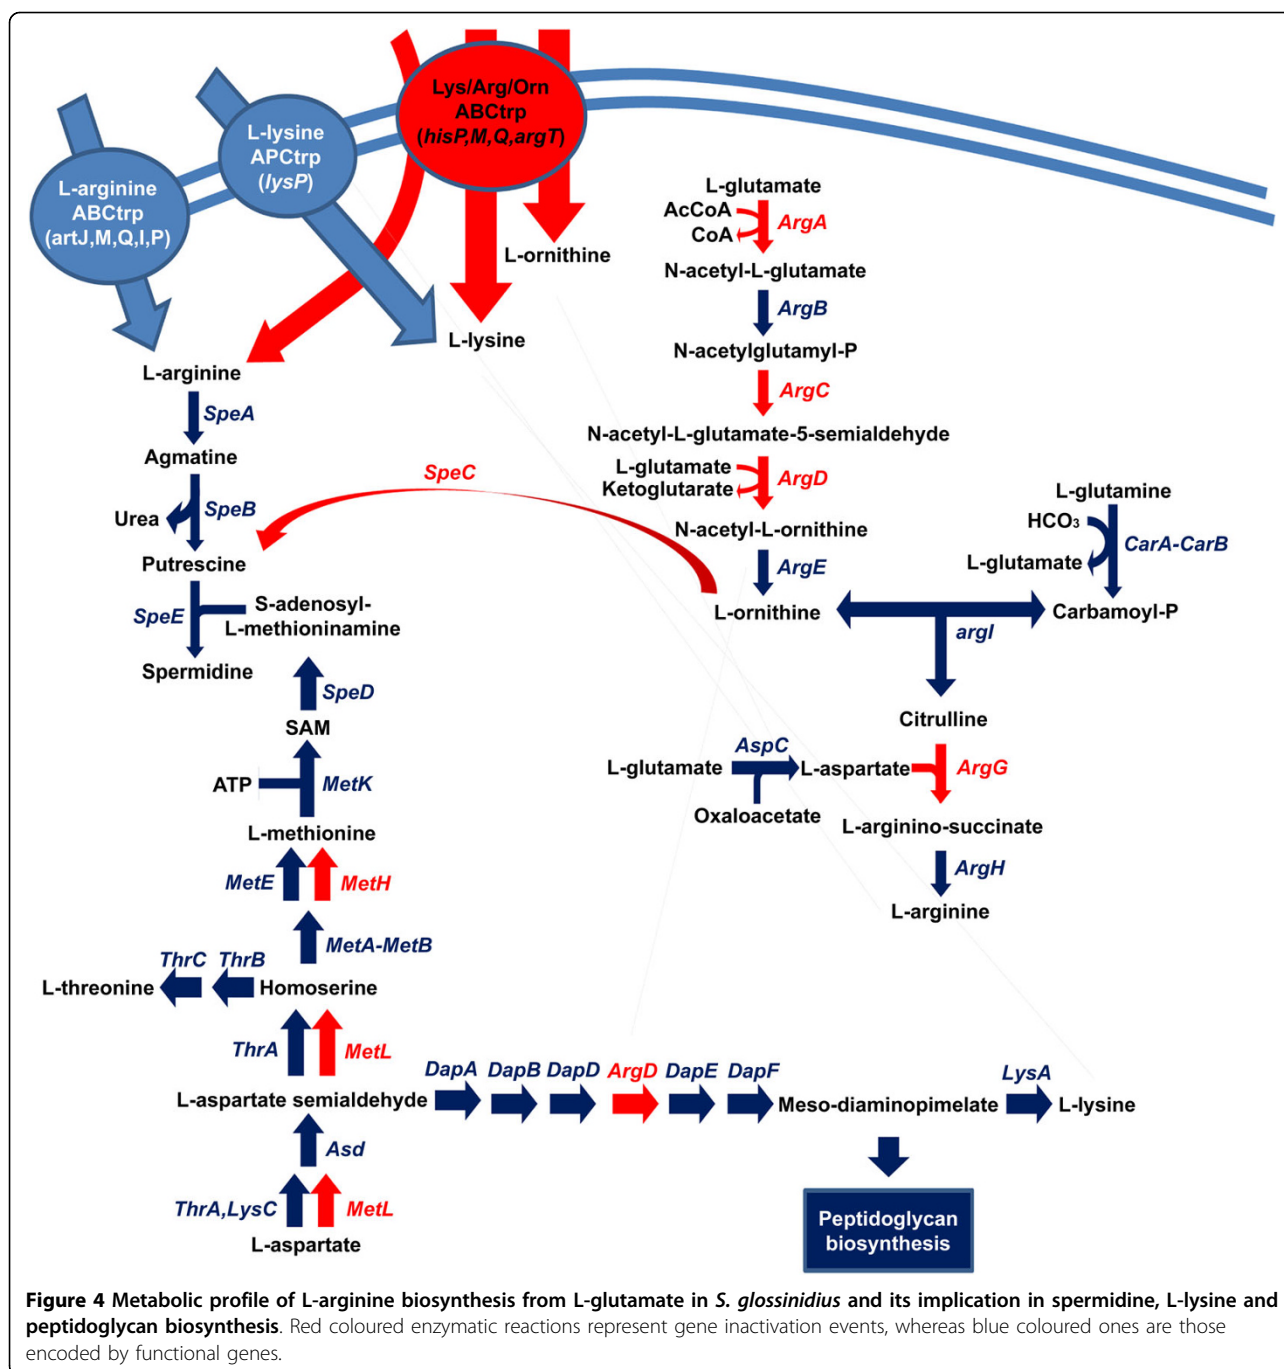 Lys/Arg/Orn
ABCtrp
(hisP,M,Q,argT)
L-lysine
APCtrp
(lysP)
L-arginine
ABCtrp
(artJ,M,Q,I,P)
L-ornithine
L-lysine
L-arginine
SpeA
Agmatine
Urea
SpeB
Putrescine
SpeE
S-adenosyl-
L-methioninamine
Spermidine
SpeD
SAM
ATP
MetK
L-methionine
MetE
MetH
MetA-MetB
ThrC
ThrB
L-threonine
Homoserine
ThrA
MetL
L-aspartate semialdehyde
Asd
ThrA,LysC
MetL
L-aspartate
SpeC
L-glutamate
AcCoA
CoA
ArgA
N-acetyl-L-glutamate
ArgB
N-acetylglutamyl-P
ArgC
N-acetyl-L-glutamate-5-semialdehyde
L-glutamate
Ketoglutarate
ArgD
N-acetyl-L-ornithine
ArgE
L-ornithine
L-glutamine
HCO₃
CarA-CarB
L-glutamate
Carbamoyl-P
argI
Citrulline
L-glutamate
AspC
L-aspartate
ArgG
Oxaloacetate
L-arginino-succinate
ArgH
L-arginine
DapA
DapB
DapD
ArgD
DapE
DapF
Meso-diaminopimelate
LysA
L-lysine
Peptidoglycan
biosynthesis
Figure 4 Metabolic profile of L-arginine biosynthesis from L-glutamate in S. glossinidius and its implication in spermidine, L-lysine and
peptidoglycan biosynthesis. Red coloured enzymatic reactions represent gene inactivation events, whereas blue coloured ones are those
encoded by functional genes.